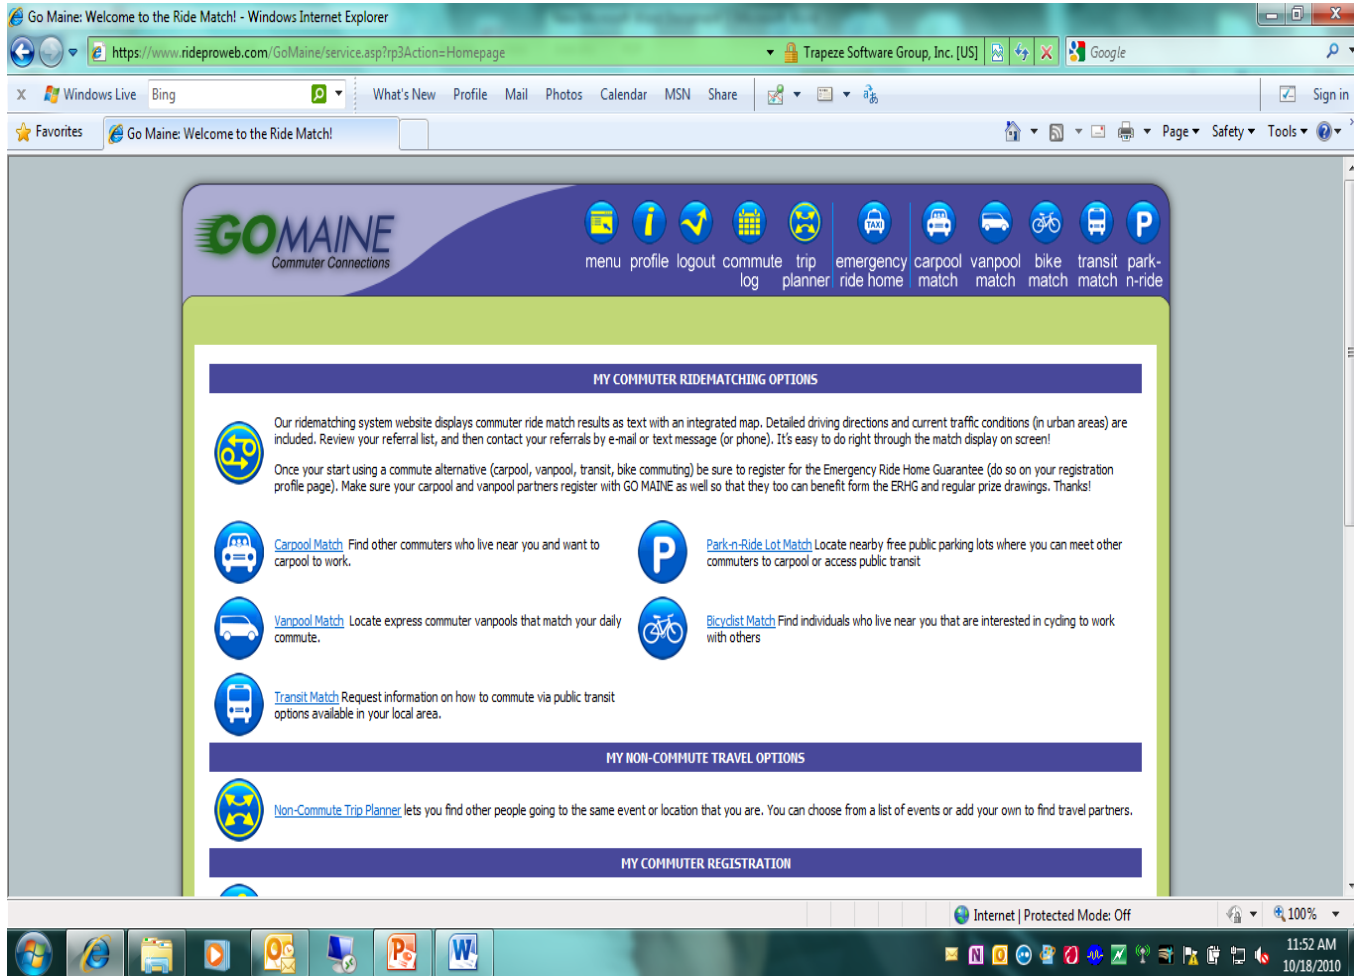 Go Maine: Welcome to the Ride Match! - Windows Internet Explorer
https://www.rideproweb.com/GoMaine/service.asp?rp3Action=Homepage
Trapeze Software Group, Inc. [US]
Google
X Windows Live Bing What's New Profile Mail Photos Calendar MSN Share Sign in
Favorites Go Maine: Welcome to the Ride Match! Page Safety Tools
GOMAINE
Commuter Connections
TAXI P
menu profile logout commute log trip planner emergency ride home carpool match vanpool match bike match transit match park-n-ride
MY COMMUTER RIDEMATCHING OPTIONS
Our ridematching system website displays commuter ride match results as text with an integrated map. Detailed driving directions and current traffic conditions (in urban areas) are
included. Review your referral list, and then contact your referrals by e-mail or text message (or phone). It's easy to do right through the match display on screen!
Once your start using a commute alternative (carpool, vanpool, transit, bike commuting) be sure to register for the Emergency Ride Home Guarantee (do so on your registration
profile page). Make sure your carpool and vanpool partners register with GO MAINE as well so that they too can benefit form the ERHG and regular prize drawings. Thanks!
Carpool Match Find other commuters who live near you and want to
carpool to work.
P
Park-n-Ride Lot Match Locate nearby free public parking lots where you can meet other
commuters to carpool or access public transit
Vanpool Match Locate express commuter vanpools that match your daily
commute.
Bicyclist Match Find individuals who live near you that are interested in cycling to work
with others
Transit Match Request information on how to commute via public transit
options available in your local area.
MY NON-COMMUTE TRAVEL OPTIONS
Non-Commute Trip Planner lets you find other people going to the same event or location that you are. You can choose from a list of events or add your own to find travel partners.
MY COMMUTER REGISTRATION
Internet | Protected Mode: Off 100%
11:52 AM
10/18/2010